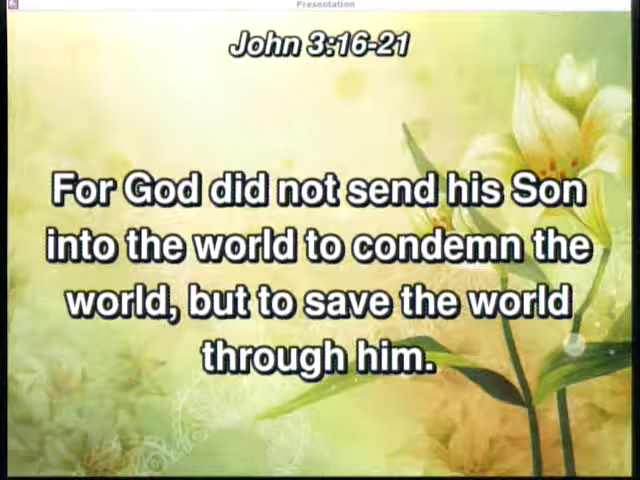 Presentation
John 3:16-21
For God did not send his Son
into the world to condemn the
world, but to save the world
through him.